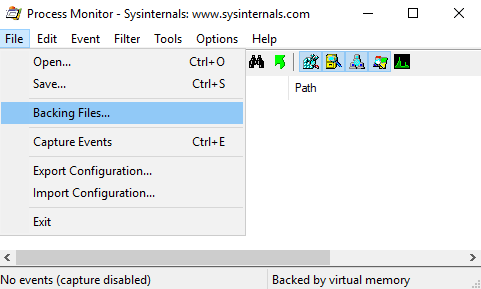 Process Monitor - Sysinternals: www.sysinternals.com
File Edit Event Filter Tools Options Help
Open... Ctrl+O
Save... Ctrl+S
Path
Backing Files...
Capture Events Ctrl+E
Export Configuration...
Import Configuration...
Exit
No events (capture disabled) Backed by virtual memory